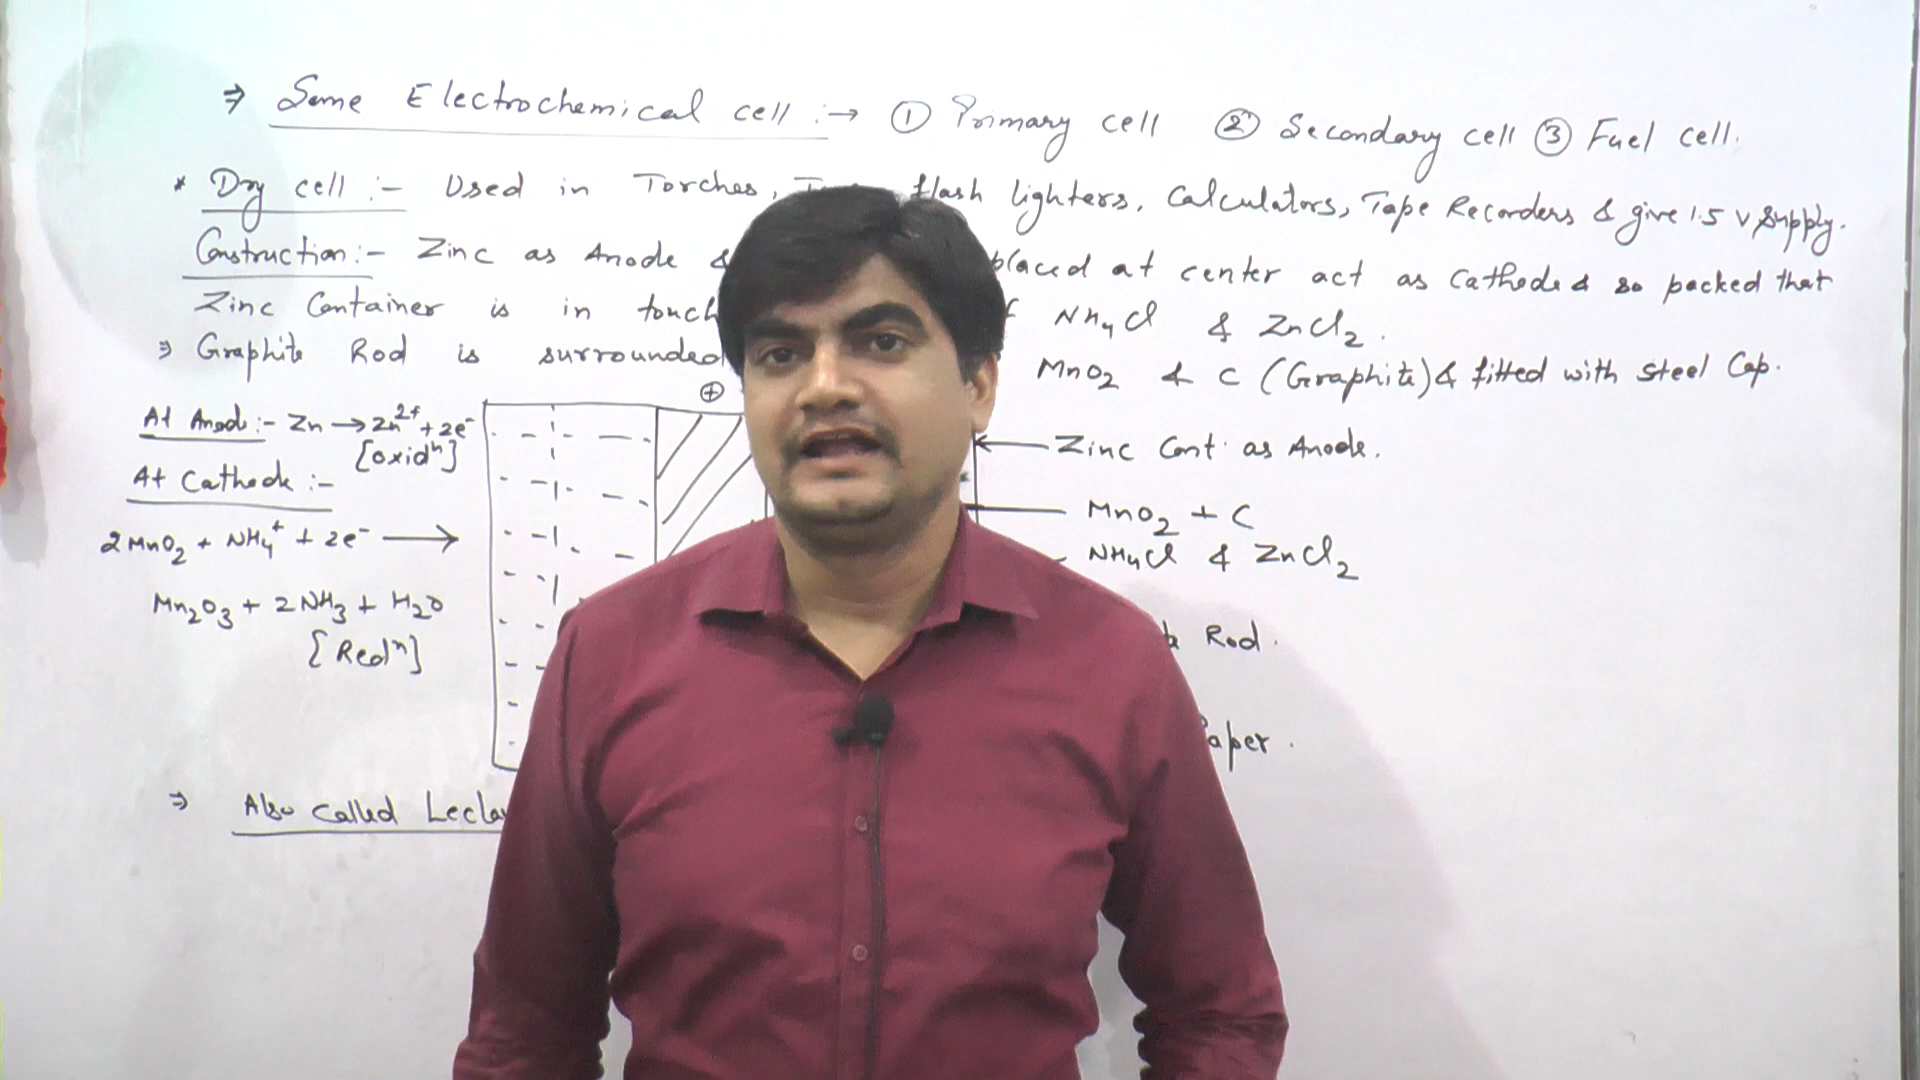 ⇒ Some Electrochemical cell :→ ① Primary cell ② Secondary cell ③ Fuel cell.
* Dry cell :- Used in Torches, flash lighters, Calculators, Tape Recorders & give 1.5 V supply.
Construction :- Zinc as Anode & placed at center act as Cathode & so packed that
Zinc Container is in touch NH4Cl & ZnCl2.
⇒ Graphite Rod is surrounded MnO2 & C (Graphite) & fitted with steel Cap.
⊕
At Anode :- Zn → Zn²⁺ + 2e⁻
[oxidⁿ]
At Cathode :-
2MnO2 + NH4⁺ + 2e⁻ →
Mn2O3 + 2NH3 + H2O
[Redⁿ]
Zinc Cont. as Anode.
MnO2 + C
NH4Cl & ZnCl2
Rod.
aper.
⇒ Also Called Lecla